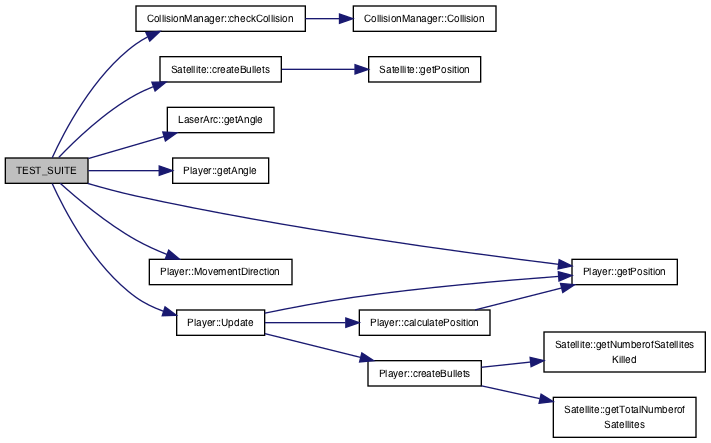 CollisionManager::checkCollision
CollisionManager::Collision
Satellite::createBullets
Satellite::getPosition
LaserArc::getAngle
TEST_SUITE
Player::getAngle
Player::MovementDirection
Player::getPosition
Player::Update
Player::calculatePosition
Satellite::getNumberofSatellites
Killed
Player::createBullets
Satellite::getTotalNumberof
Satellites